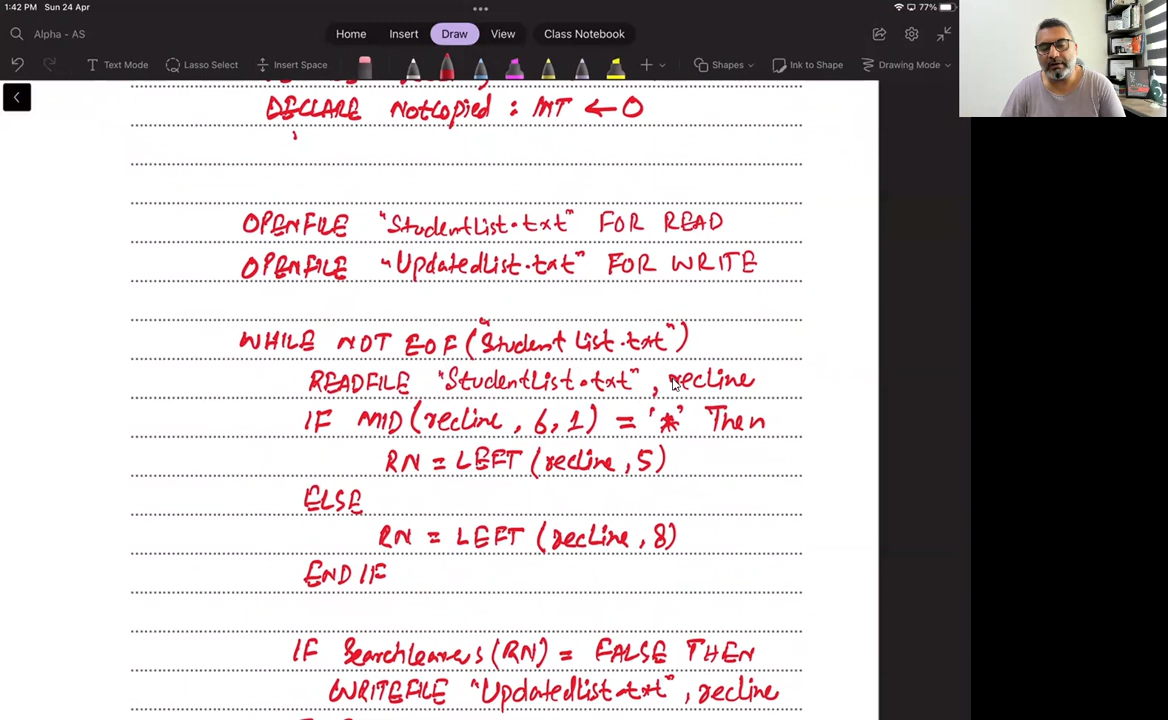 1:42 PM Sun 24 Apr
77%
Alpha - AS
Home Insert Draw View Class Notebook
Text Mode Lasso Select Insert Space Shapes Ink to Shape Drawing Mode
DECLARE NotCopied : INT ← 0
OPENFILE "StudentList.txt" FOR READ
OPENFILE "UpdatedList.txt" FOR WRITE
WHILE NOT EOF("Student List.txt")
READFILE "StudentList.txt", recline
IF MID(recline, 6, 1) = '*' Then
RN = LEFT (recline, 5)
ELSE
RN = LEFT (recline, 8)
END IF
IF Searchleavers (RN) = FALSE THEN
WRITEFILE "UpdatedList.txt", recline